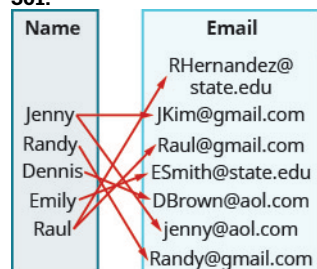 301.
Name
Jenny
Randy
Dennis
Emily
Raul
Email
RHernandez@
state.edu
JKim@gmail.com
Raul@gmail.com
ESmith@state.edu
DBrown@aol.com
jenny@aol.com
Randy@gmail.com